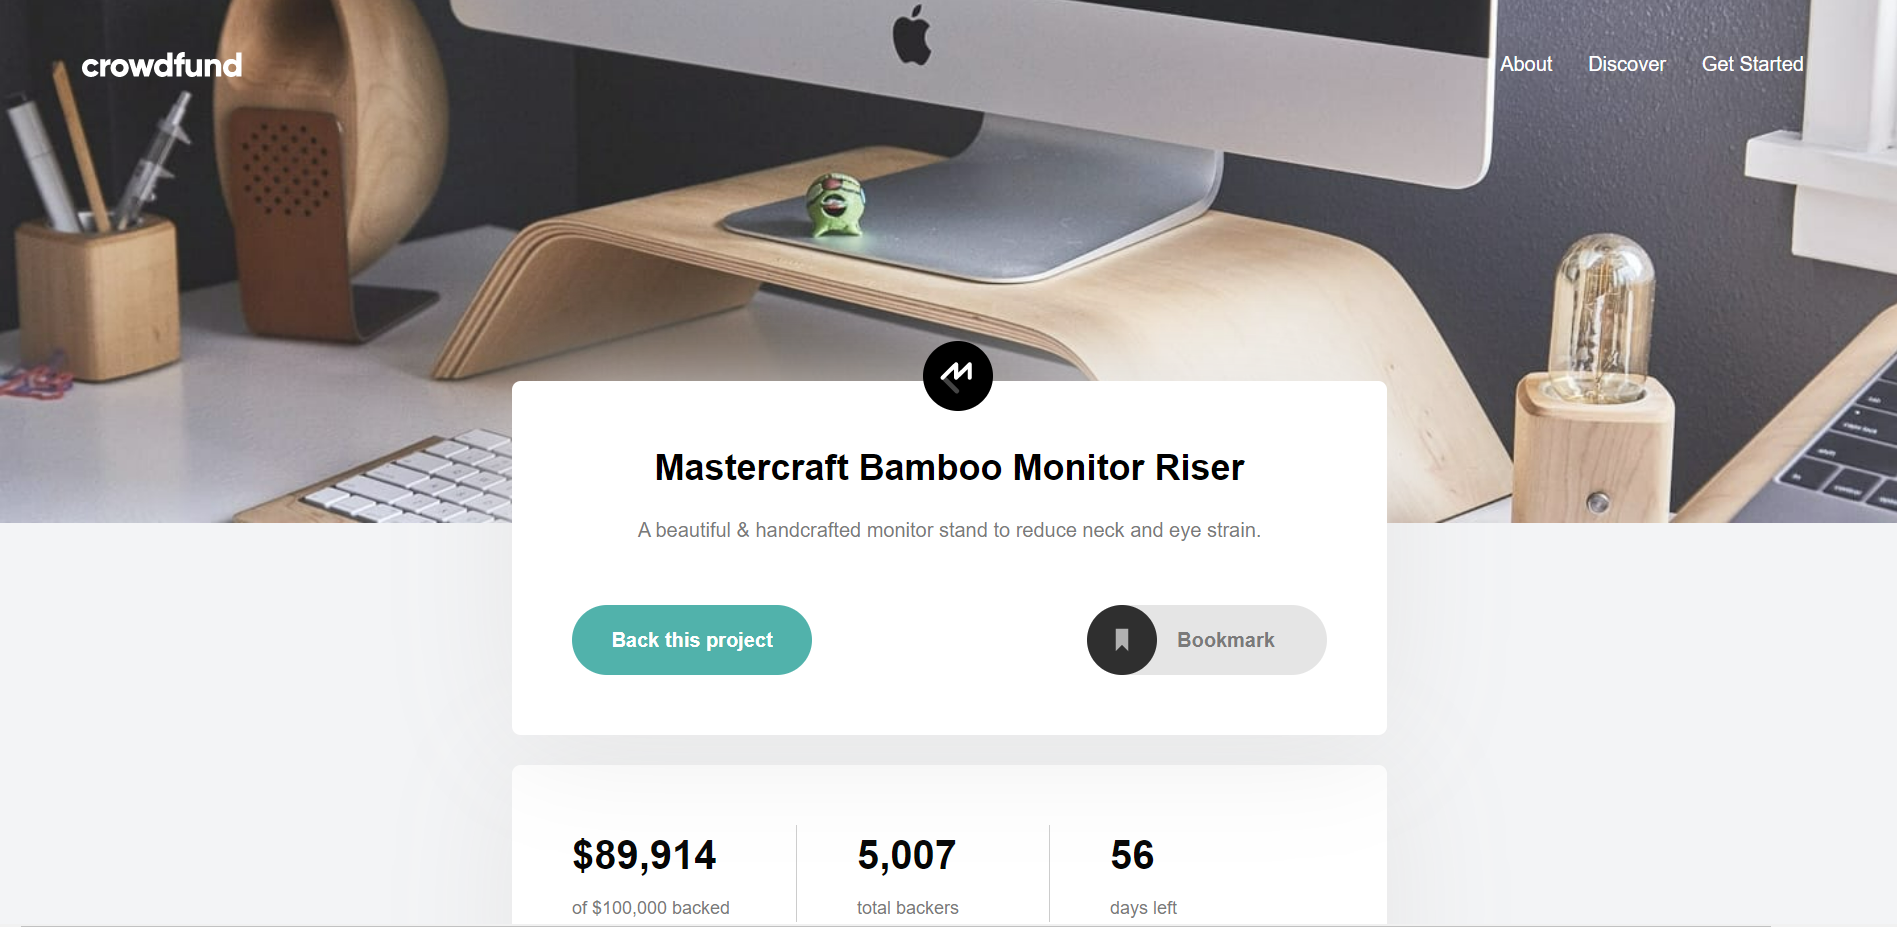 crowdfund
About
Discover
Get Started
Mastercraft Bamboo Monitor Riser
A beautiful & handcrafted monitor stand to reduce neck and eye strain.
Back this project
Bookmark
$89,914
5,007
56
of $100,000 backed
total backers
days left